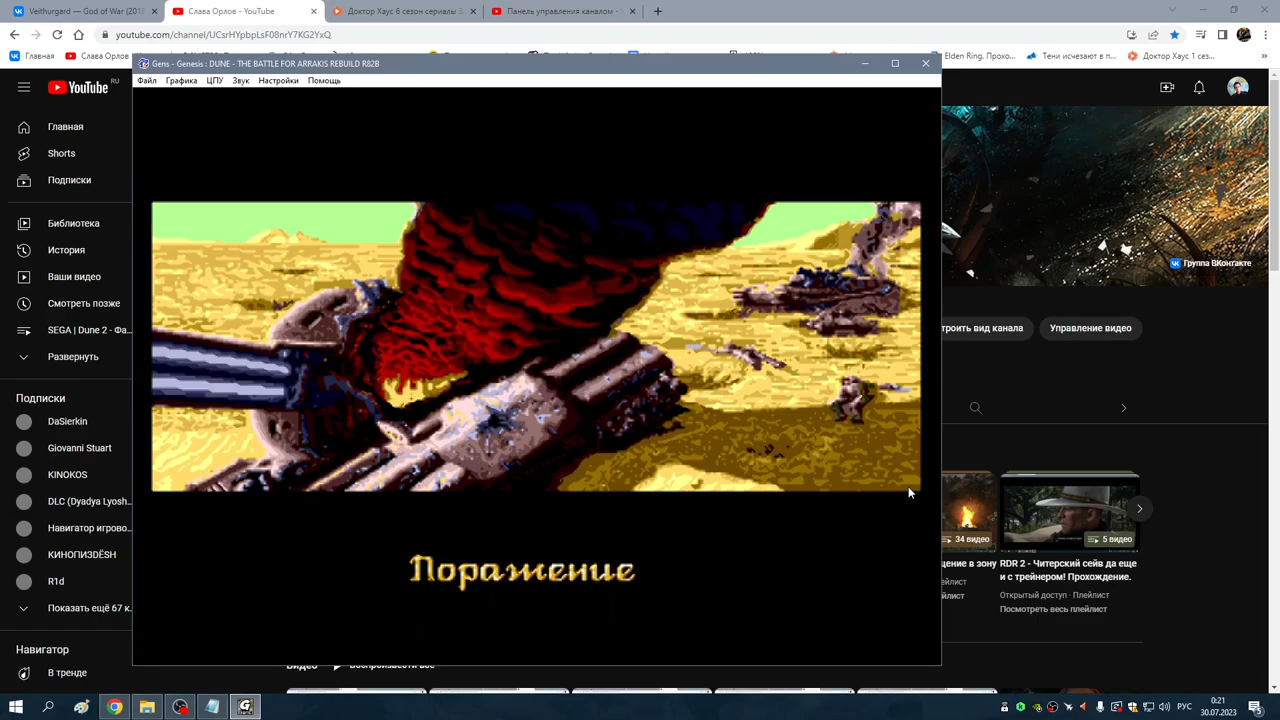 Veithurgard — God of War (2018
Слава Орлов - YouTube
Доктор Хаус 6 сезон сериалы 3
Панель управления каналом -
youtube.com/channel/UCsrHYpbpLsF08nrY7KG2YxQ
Главная
Слава Орлов
Elden Ring. Прохо...
Тени исчезают в п...
Доктор Хаус 1 сез...
Gens - Genesis : DUNE - THE BATTLE FOR ARRAKIS REBUILD R82B
Файл Графика ЦПУ Звук Настройки Помощь
YouTube RU
Главная
Shorts
Подписки
Библиотека
История
Ваши видео
Смотреть позже
SEGA | Dune 2 - Фа...
Развернуть
Подписки
DaSierkin
Giovanni Stuart
KINOKOS
DLC (Dyadya Lyosh...
Навигатор игрово...
КИНОПИЗДЁSH
R1d
Показать ещё 67 к.
Навигатор
В тренде
Группа ВКонтакте
троить вид канала
Управление видео
34 видео
5 видео
щение в зону
RDR 2 - Читерский сейв да еще и с трейнером! Прохождение.
ейлист
Открытый доступ · Плейлист
йлист
Посмотреть весь плейлист
Поражение
Видео
Воспроизвести все
РУС
0:21
30.07.2023